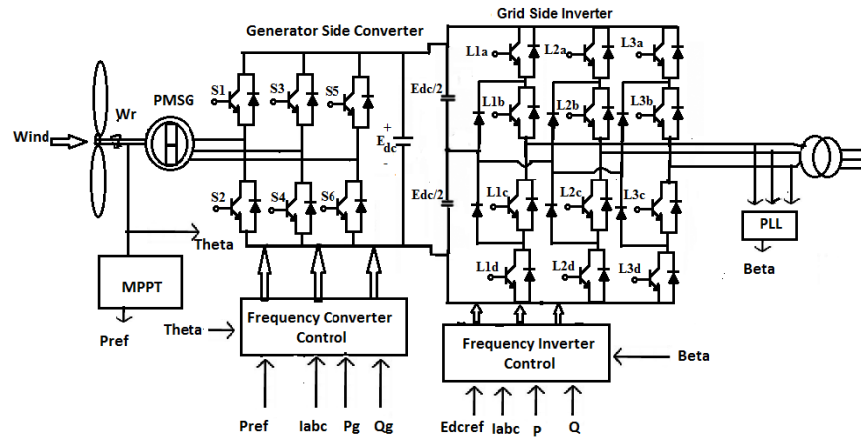 Generator Side Converter
Grid Side Inverter
Wind
Wr
PMSG
S1
S3
S5
S2
S4
S6
+
Edc
-
Edc/2
Edc/2
L1a
L2a
L3a
L1b
L2b
L3b
L1c
L2c
L3c
L1d
L2d
L3d
PLL
Beta
Theta
MPPT
Pref
Theta
Frequency Converter
Control
Pref
Iabc
Pg
Qg
Frequency Inverter
Control
Beta
Edcref
Iabc
P
Q